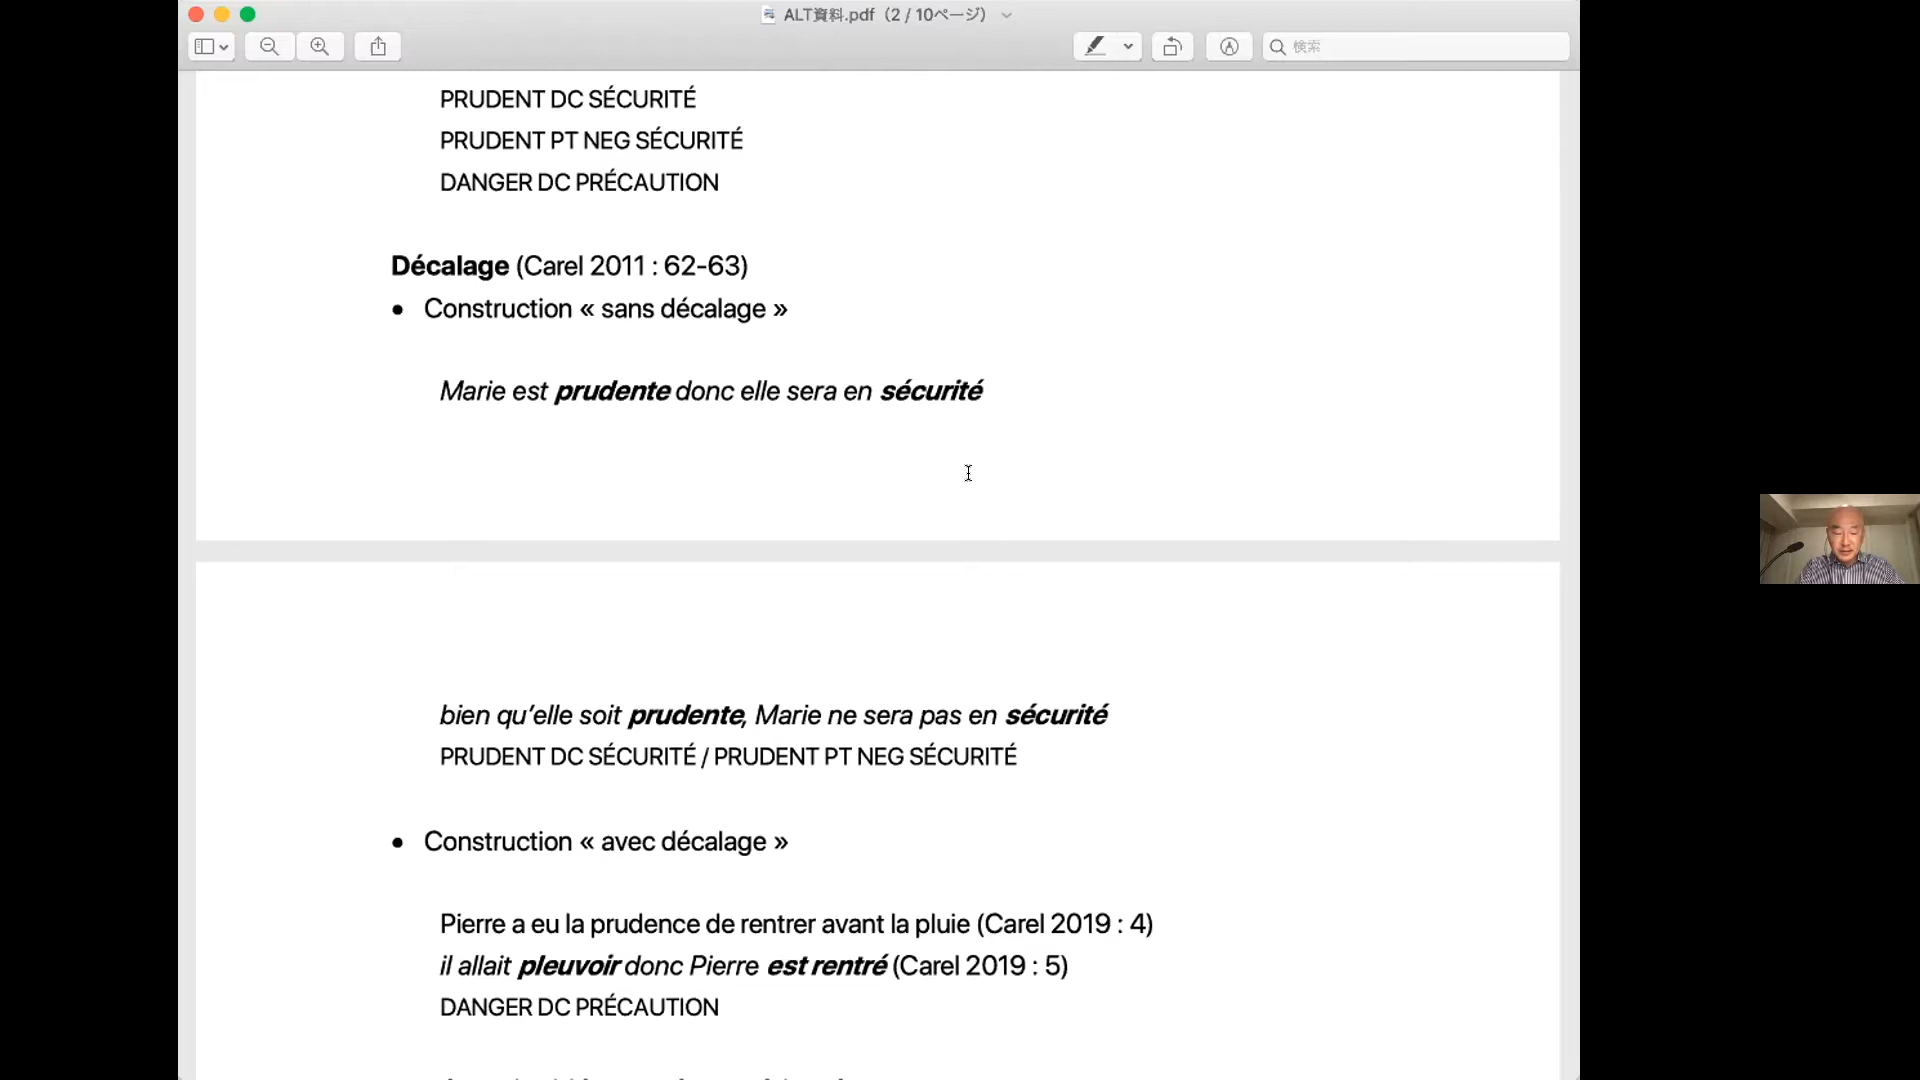 ALT資料.pdf（2 / 10ページ）
検索
PRUDENT DC SÉCURITÉ
PRUDENT PT NEG SÉCURITÉ
DANGER DC PRÉCAUTION
Décalage (Carel 2011 : 62-63)
• Construction « sans décalage »
Marie est prudente donc elle sera en sécurité
bien qu’elle soit prudente, Marie ne sera pas en sécurité
PRUDENT DC SÉCURITÉ / PRUDENT PT NEG SÉCURITÉ
• Construction « avec décalage »
Pierre a eu la prudence de rentrer avant la pluie (Carel 2019 : 4)
il allait pleuvoir donc Pierre est rentré (Carel 2019 : 5)
DANGER DC PRÉCAUTION